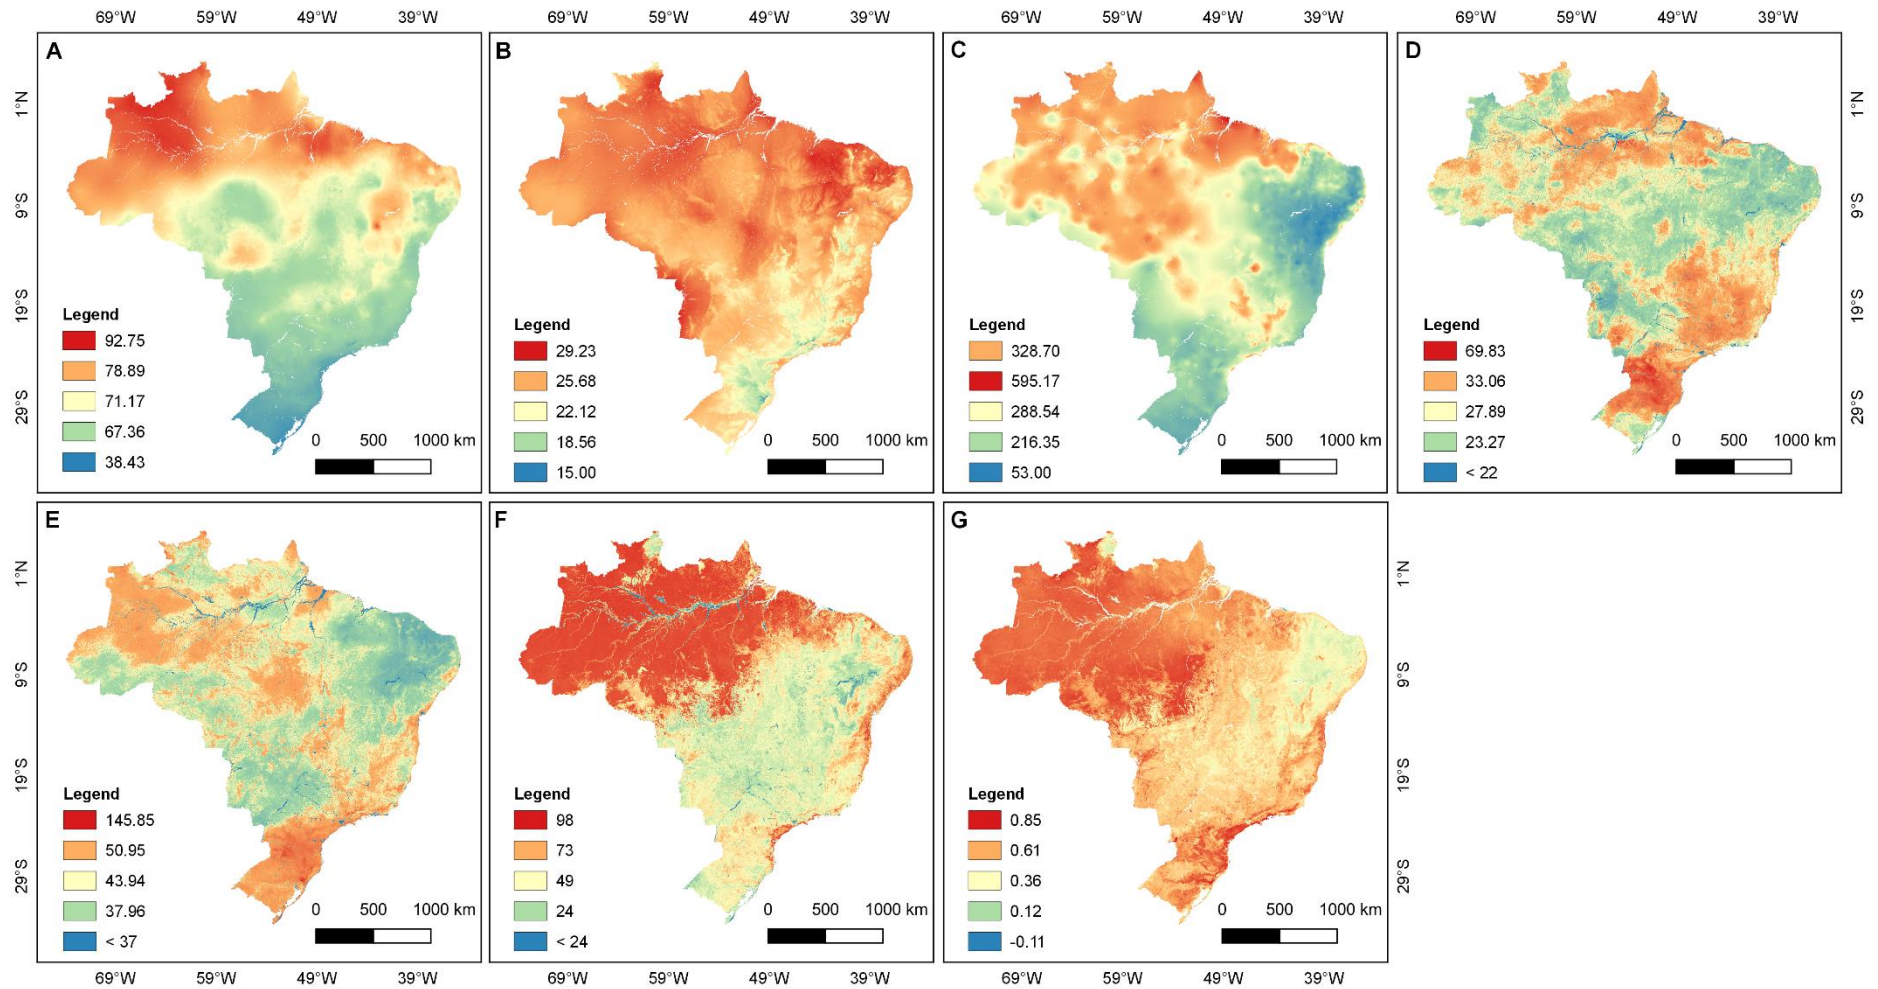 69°W 59°W 49°W 39°W 69°W 59°W 49°W 39°W 69°W 59°W 49°W 39°W 69°W 59°W 49°W 39°W
A
1°N
9°S
19°S
29°S
Legend
92.75
78.89
71.17
67.36
38.43
0 500 1000 km
B
Legend
29.23
25.68
22.12
18.56
15.00
0 500 1000 km
C
Legend
328.70
595.17
288.54
216.35
53.00
0 500 1000 km
D
Legend
69.83
33.06
27.89
23.27
< 22
0 500 1000 km
1°N
9°S
19°S
29°S
E
1°N
9°S
19°S
29°S
Legend
145.85
50.95
43.94
37.96
< 37
0 500 1000 km
F
Legend
98
73
49
24
< 24
0 500 1000 km
G
Legend
0.85
0.61
0.36
0.12
-0.11
0 500 1000 km
1°N
9°S
19°S
29°S
69°W 59°W 49°W 39°W 69°W 59°W 49°W 39°W 69°W 59°W 49°W 39°W